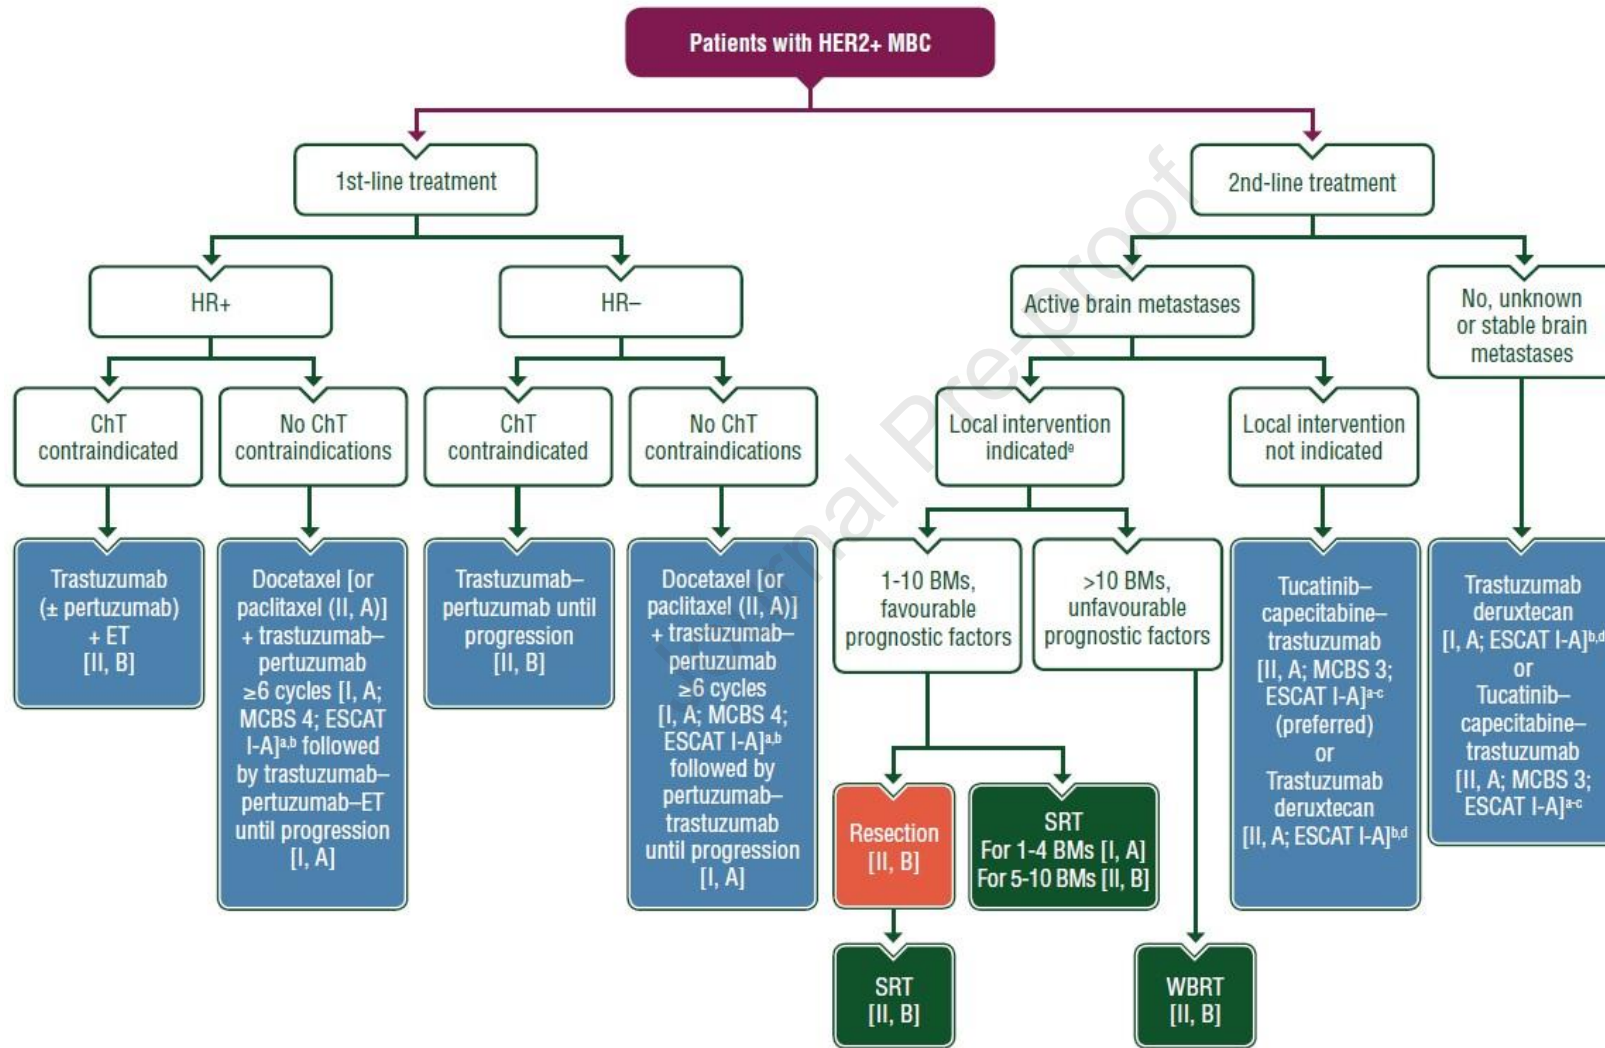 Patients with HER2+ MBC
1st-line treatment
2nd-line treatment
HR+
HR–
Active brain metastases
No, unknown
or stable brain
metastases
ChT
contraindicated
No ChT
contraindications
ChT
contraindicated
No ChT
contraindications
Local intervention
indicatedᵉ
Local intervention
not indicated
Trastuzumab
(± pertuzumab)
+ ET
[II, B]
Docetaxel [or
paclitaxel (II, A)]
+ trastuzumab–
pertuzumab
≥6 cycles [I, A;
MCBS 4; ESCAT
I-A]ᵃ,ᵇ followed
by trastuzumab–
pertuzumab–ET
until progression
[I, A]
Trastuzumab–
pertuzumab until
progression
[II, B]
Docetaxel [or
paclitaxel (II, A)]
+ trastuzumab–
pertuzumab
≥6 cycles
[I, A; MCBS 4;
ESCAT I-A]ᵃ,ᵇ
followed by
pertuzumab–
trastuzumab
until progression
[I, A]
1-10 BMs,
favourable
prognostic factors
>10 BMs,
unfavourable
prognostic factors
Tucatinib–
capecitabine–
trastuzumab
[II, A; MCBS 3;
ESCAT I-A]ᵃ⁻ᶜ
(preferred)
or
Trastuzumab
deruxtecan
[II, A; ESCAT I-A]ᵇ,ᵈ
Trastuzumab
deruxtecan
[I, A; ESCAT I-A]ᵇ,ᵈ
or
Tucatinib–
capecitabine–
trastuzumab
[II, A; MCBS 3;
ESCAT I-A]ᵃ⁻ᶜ
Resection
[II, B]
SRT
For 1-4 BMs [I, A]
For 5-10 BMs [II, B]
SRT
[II, B]
WBRT
[II, B]
Journal Pre-proof